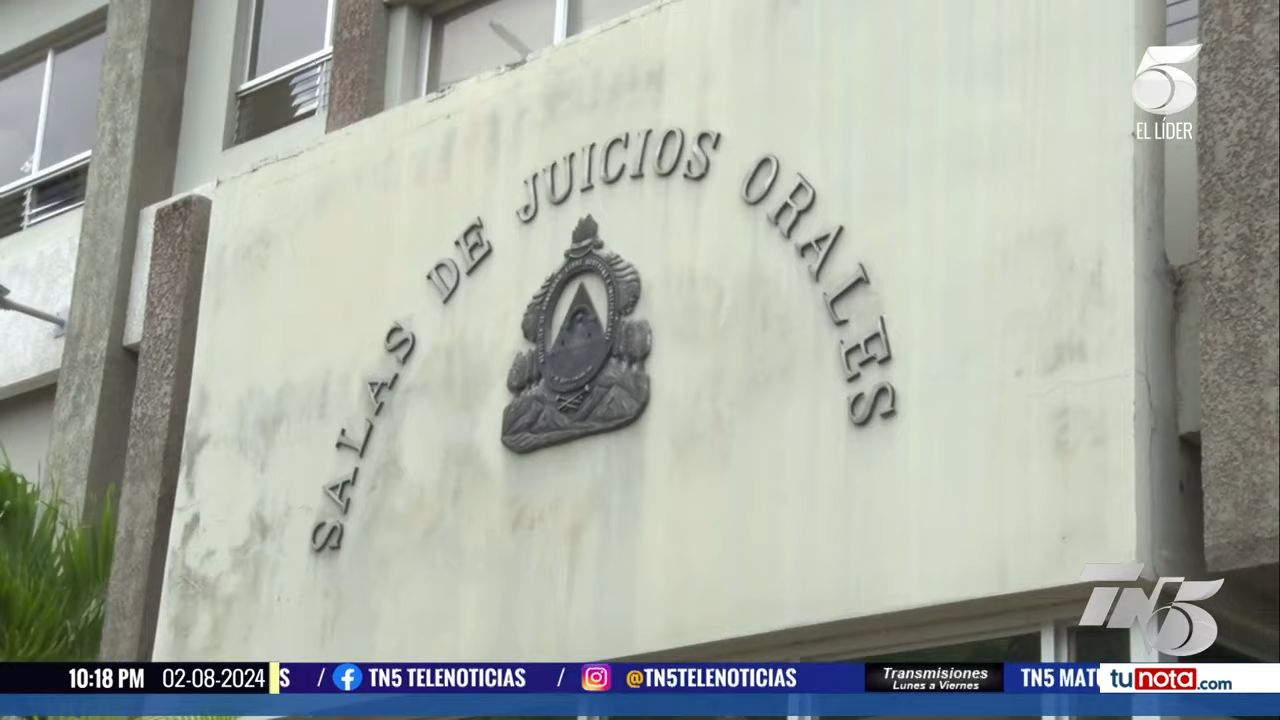 5
EL LÍDER
SALAS DE JUICIOS ORALES
TN5
10:18 PM 02-08-2024 S / TN5 TELENOTICIAS / @TN5TELENOTICIAS Transmisiones Lunes a Viernes TN5 MATU tunota.com